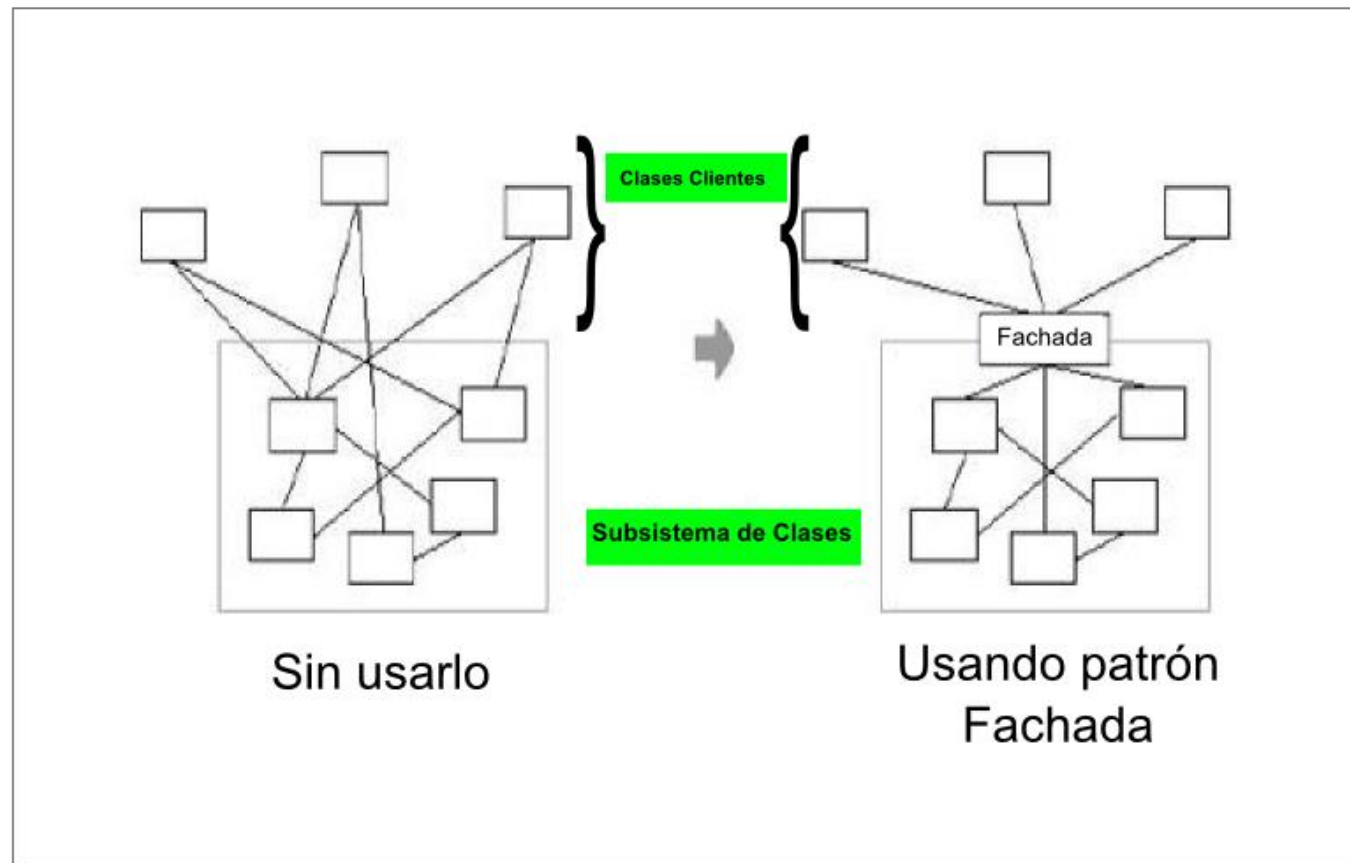 Clases Clientes
Fachada
Subsistema de Clases
Sin usarlo
Usando patrón
Fachada